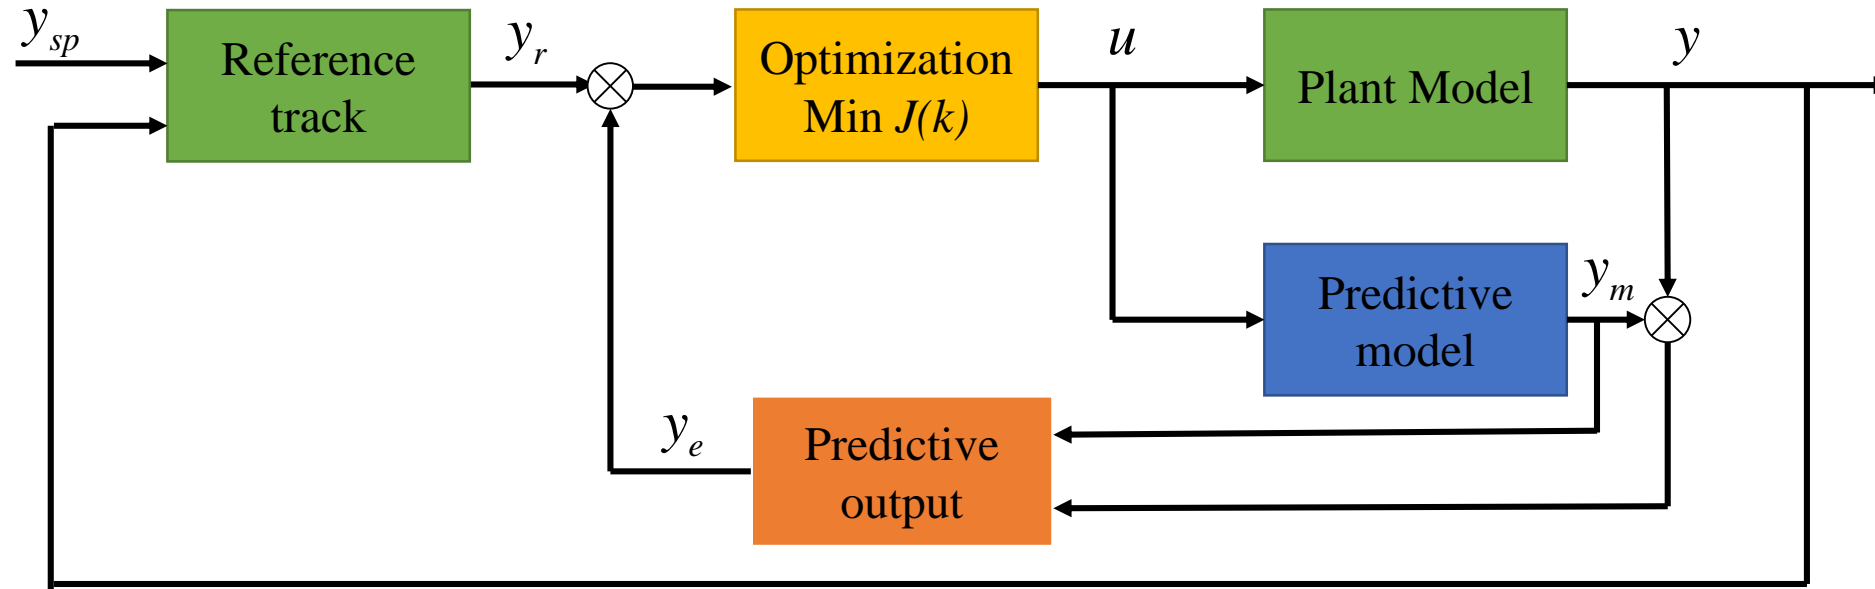 y_sp
Reference
track
y_r
Optimization
Min J(k)
u
Plant Model
y
Predictive
model
y_m
y_e
Predictive
output